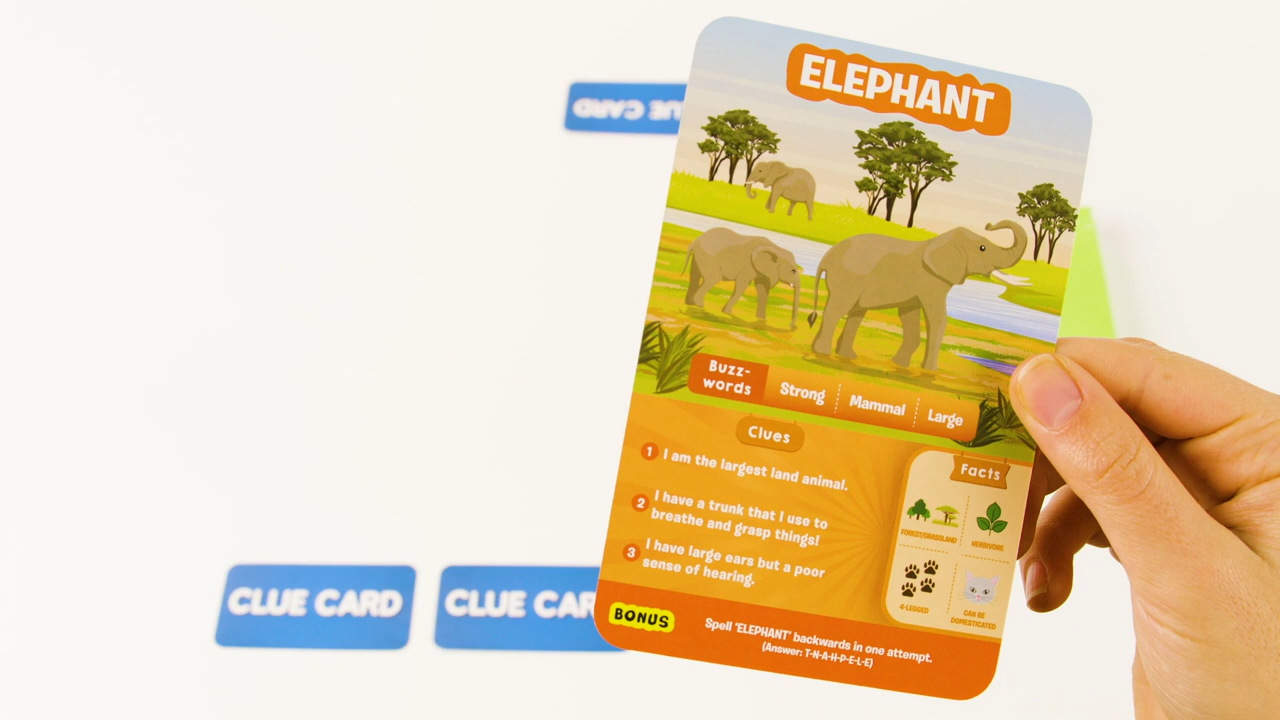 CLUE CARD
ELEPHANT
Buzz-
words
Strong
Mammal
Large
Clues
1 I am the largest land animal.
2 I have a trunk that I use to
breathe and grasp things!
3 I have large ears but a poor
sense of hearing.
Facts
FOREST/GRASSLAND
HERBIVORE
4-LEGGED
CAN BE
DOMESTICATED
BONUS
Spell 'ELEPHANT' backwards in one attempt.
(Answer: T-N-A-H-P-E-L-E)
CLUE CARD
CLUE CAR